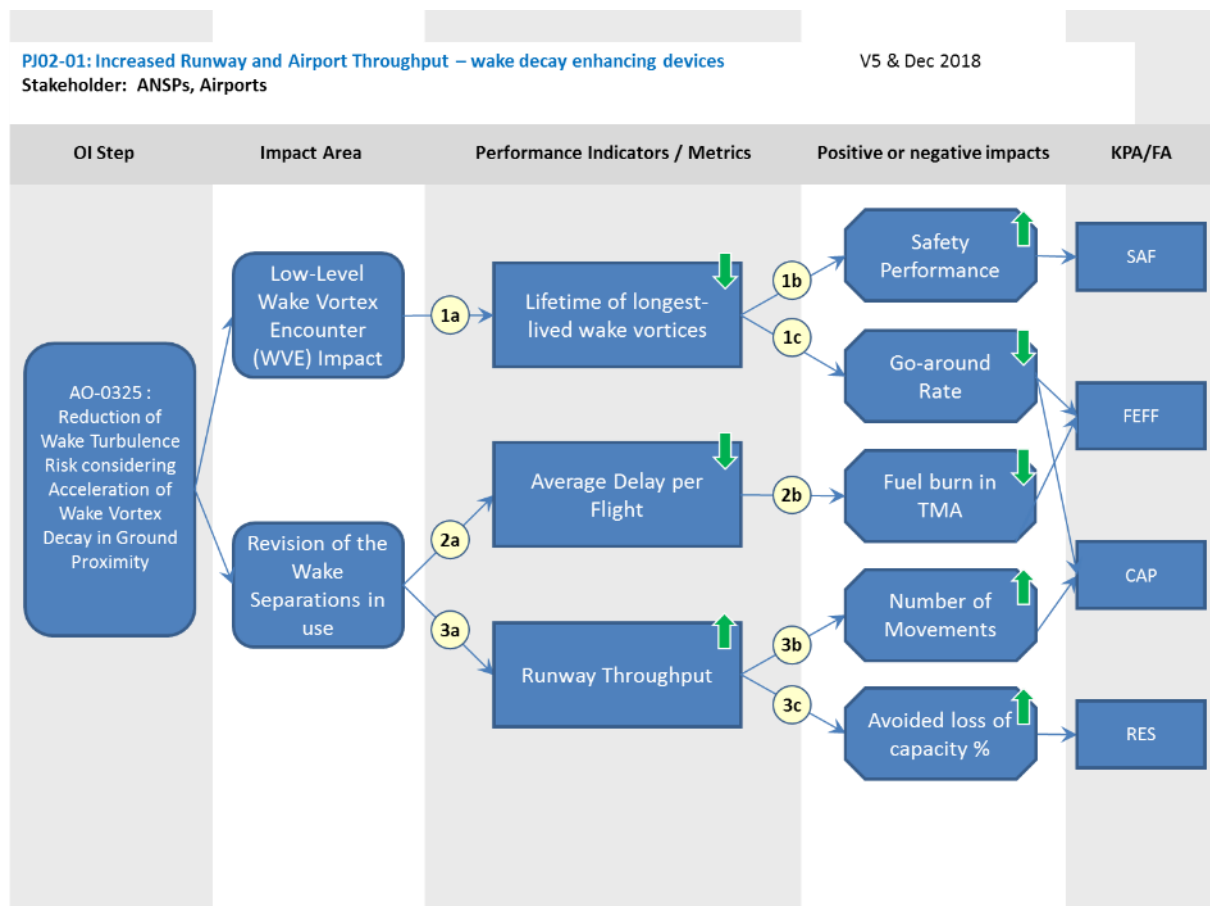 PJ02-01: Increased Runway and Airport Throughput – wake decay enhancing devices
V5 & Dec 2018
Stakeholder: ANSPs, Airports
OI Step
Impact Area
Performance Indicators / Metrics
Positive or negative impacts
KPA/FA
AO-0325 :
Reduction of
Wake Turbulence
Risk considering
Acceleration of
Wake Vortex
Decay in Ground
Proximity
Low-Level
Wake Vortex
Encounter
(WVE) Impact
Revision of the
Wake
Separations in
use
1a
2a
3a
Lifetime of longest-
lived wake vortices
Average Delay per
Flight
Runway Throughput
1b
1c
2b
3b
3c
Safety
Performance
Go-around
Rate
Fuel burn in
TMA
Number of
Movements
Avoided loss of
capacity %
SAF
FEFF
CAP
RES